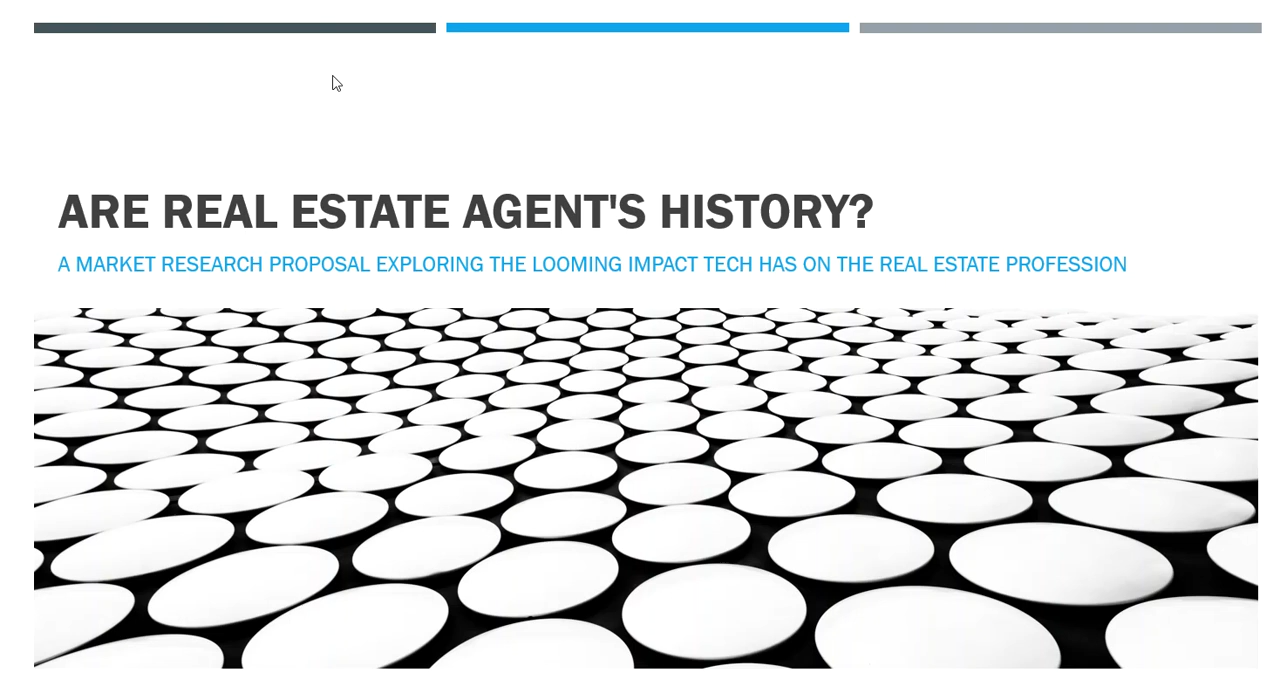 ARE REAL ESTATE AGENT'S HISTORY?
A MARKET RESEARCH PROPOSAL EXPLORING THE LOOMING IMPACT TECH HAS ON THE REAL ESTATE PROFESSION